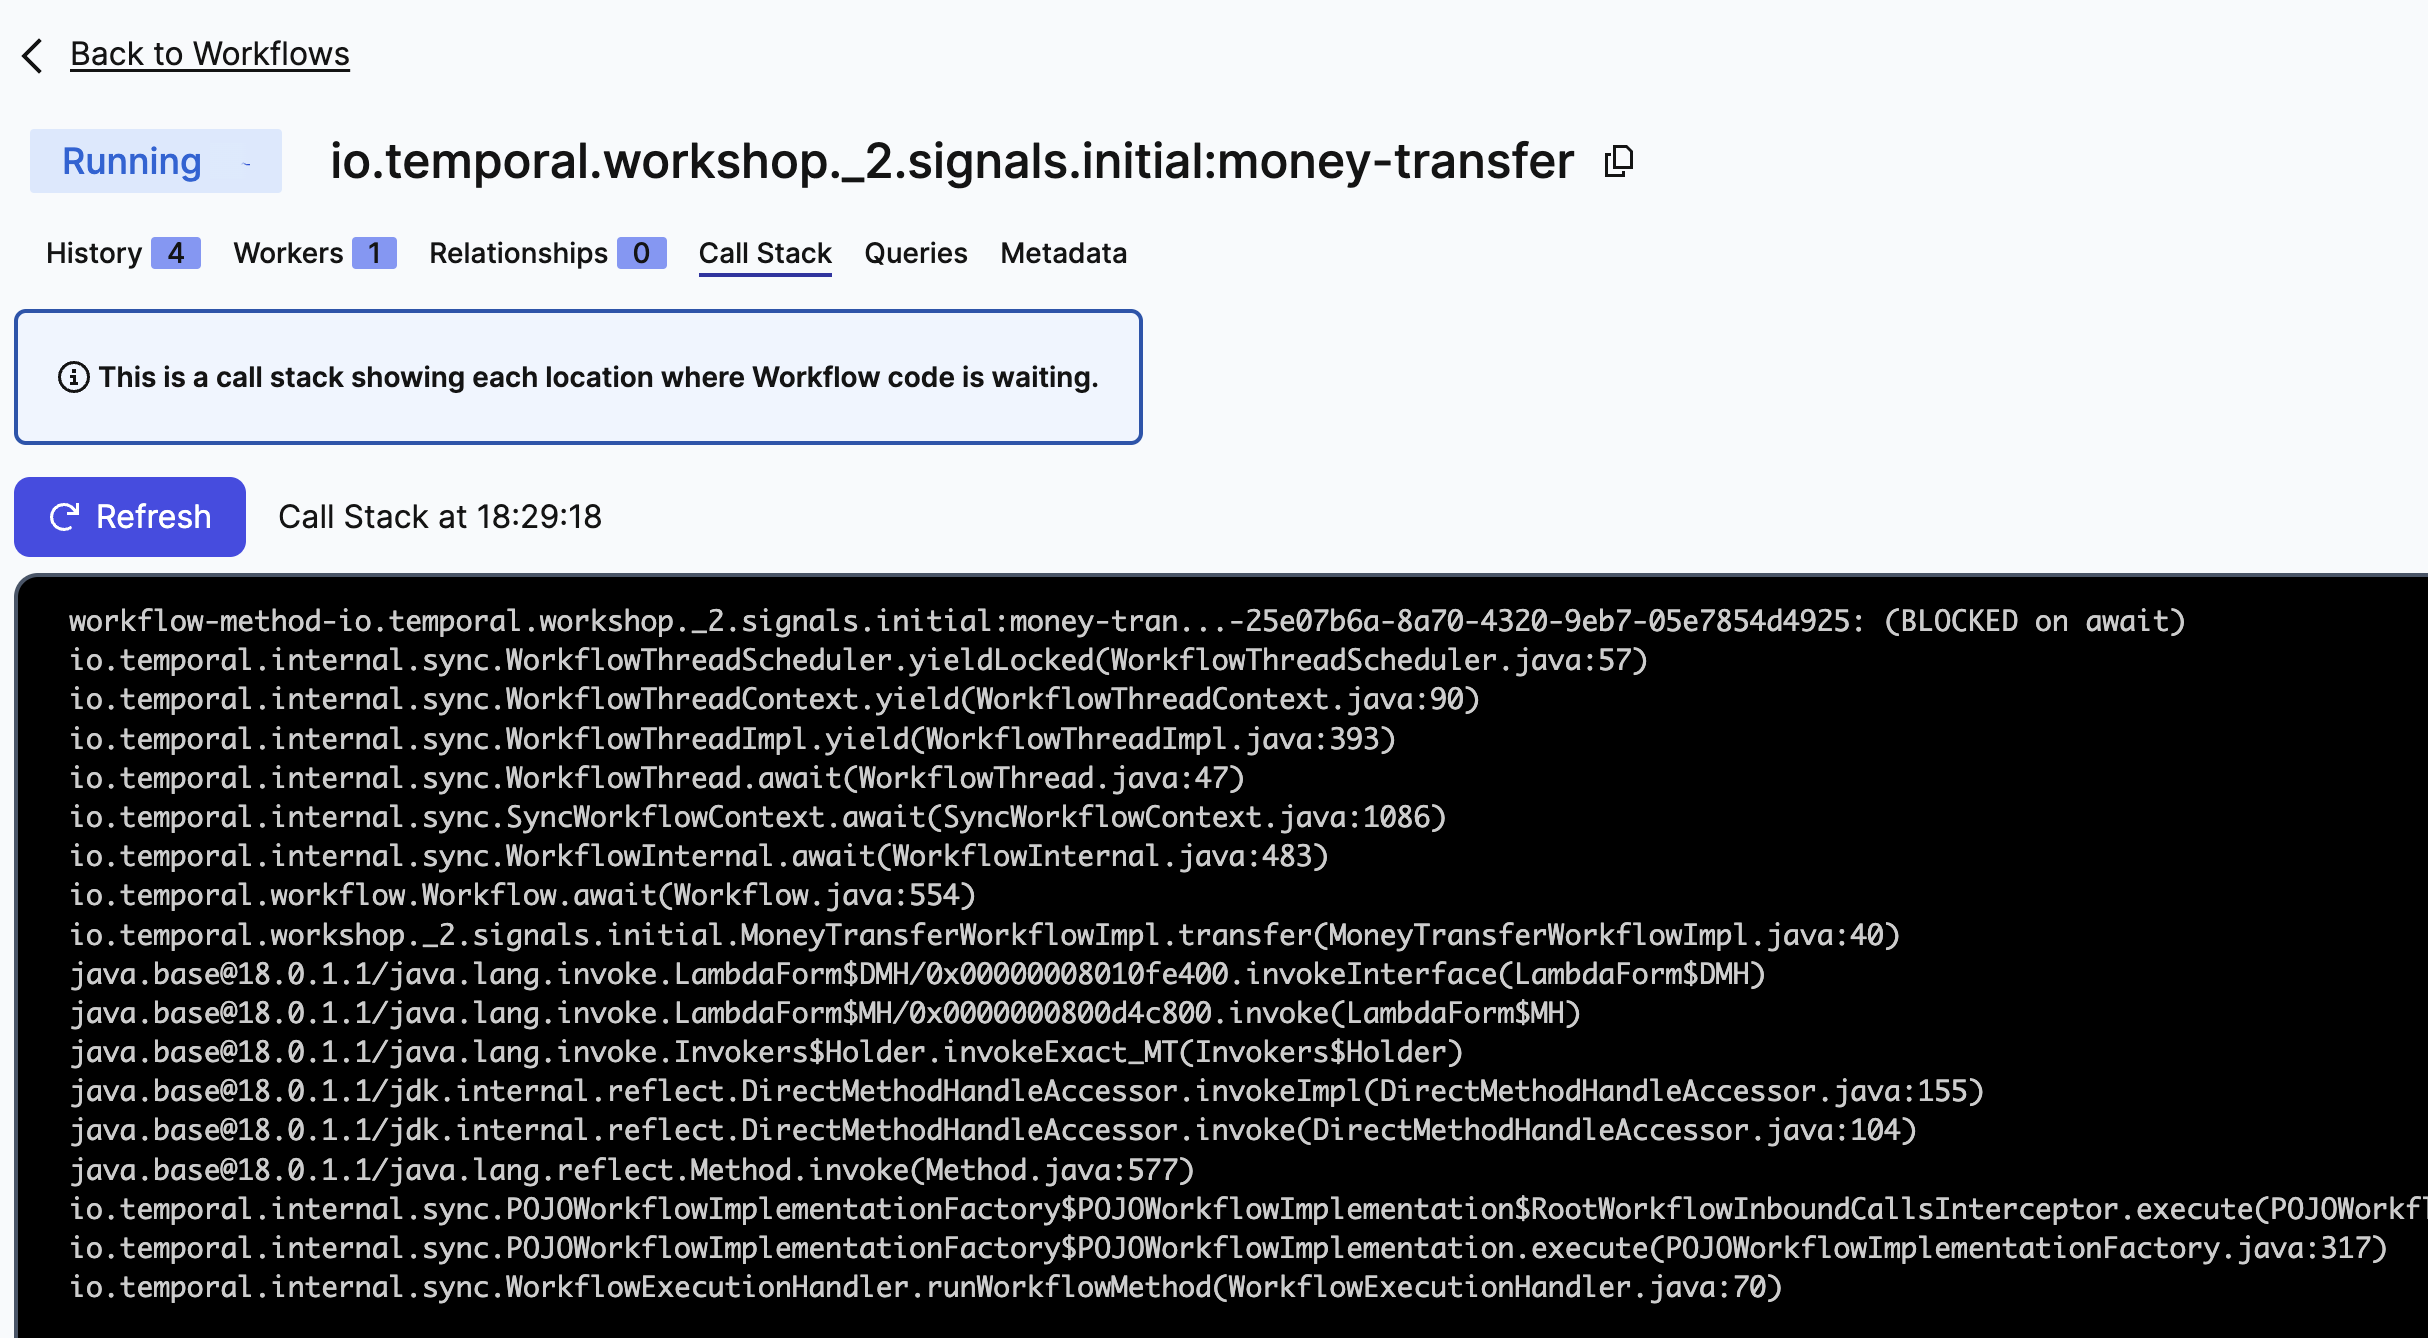 Back to Workflows
Running io.temporal.workshop._2.signals.initial:money-transfer
History 4 Workers 1 Relationships 0 Call Stack Queries Metadata
This is a call stack showing each location where Workflow code is waiting.
Refresh Call Stack at 18:29:18
workflow-method-io.temporal.workshop._2.signals.initial:money-tran...-25e07b6a-8a70-4320-9eb7-05e7854d4925: (BLOCKED on await)
io.temporal.internal.sync.WorkflowThreadScheduler.yieldLocked(WorkflowThreadScheduler.java:57)
io.temporal.internal.sync.WorkflowThreadContext.yield(WorkflowThreadContext.java:90)
io.temporal.internal.sync.WorkflowThreadImpl.yield(WorkflowThreadImpl.java:393)
io.temporal.internal.sync.WorkflowThread.await(WorkflowThread.java:47)
io.temporal.internal.sync.SyncWorkflowContext.await(SyncWorkflowContext.java:1086)
io.temporal.internal.sync.WorkflowInternal.await(WorkflowInternal.java:483)
io.temporal.workflow.Workflow.await(Workflow.java:554)
io.temporal.workshop._2.signals.initial.MoneyTransferWorkflowImpl.transfer(MoneyTransferWorkflowImpl.java:40)
java.base@18.0.1.1/java.lang.invoke.LambdaForm$DMH/0x00000008010fe400.invokeInterface(LambdaForm$DMH)
java.base@18.0.1.1/java.lang.invoke.LambdaForm$MH/0x0000000800d4c800.invoke(LambdaForm$MH)
java.base@18.0.1.1/java.lang.invoke.Invokers$Holder.invokeExact_MT(Invokers$Holder)
java.base@18.0.1.1/jdk.internal.reflect.DirectMethodHandleAccessor.invokeImpl(DirectMethodHandleAccessor.java:155)
java.base@18.0.1.1/jdk.internal.reflect.DirectMethodHandleAccessor.invoke(DirectMethodHandleAccessor.java:104)
java.base@18.0.1.1/java.lang.reflect.Method.invoke(Method.java:577)
io.temporal.internal.sync.POJOWorkflowImplementationFactory$POJOWorkflowImplementation$RootWorkflowInboundCallsInterceptor.execute(POJOWorkfl
io.temporal.internal.sync.POJOWorkflowImplementationFactory$POJOWorkflowImplementation.execute(POJOWorkflowImplementationFactory.java:317)
io.temporal.internal.sync.WorkflowExecutionHandler.runWorkflowMethod(WorkflowExecutionHandler.java:70)